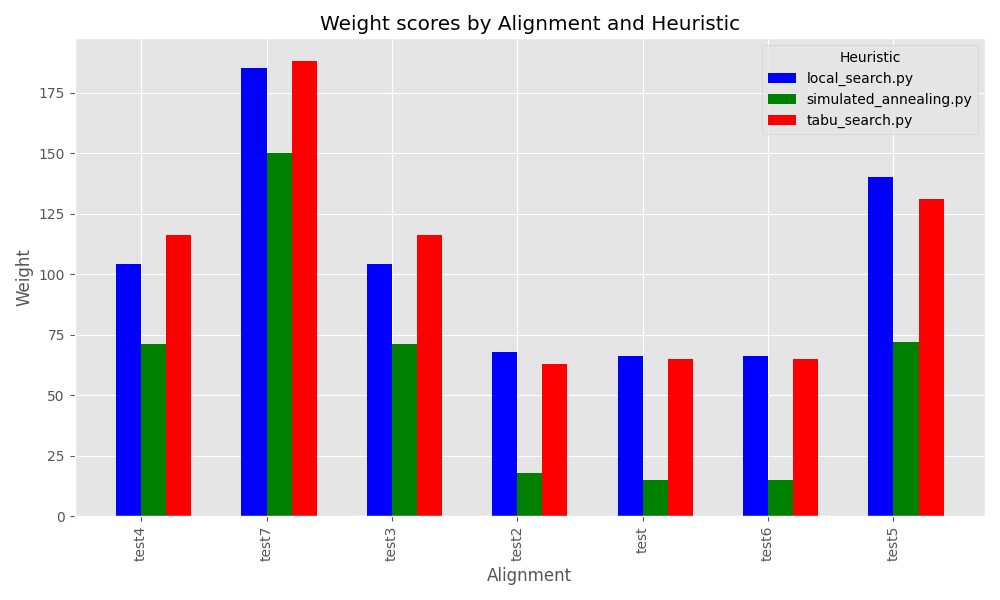 Weight scores by Alignment and Heuristic
Heuristic
local_search.py
simulated_annealing.py
tabu_search.py
Weight
175
150
125
100
75
50
25
0
test4
test7
test3
test2
test
test6
test5
Alignment